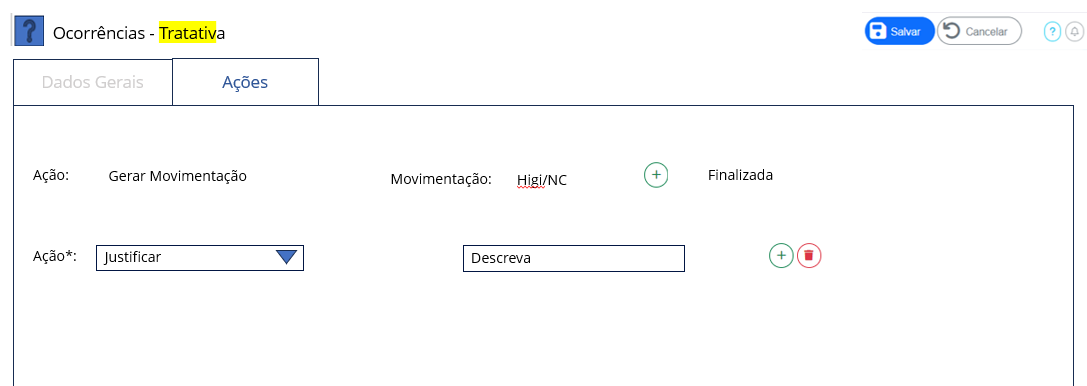 Ocorrências - Tratativa
Salvar
Cancelar
?
Dados Gerais
Ações
Ação:
Gerar Movimentação
Movimentação:
Higi/NC
Finalizada
Ação*:
Justificar
Descreva